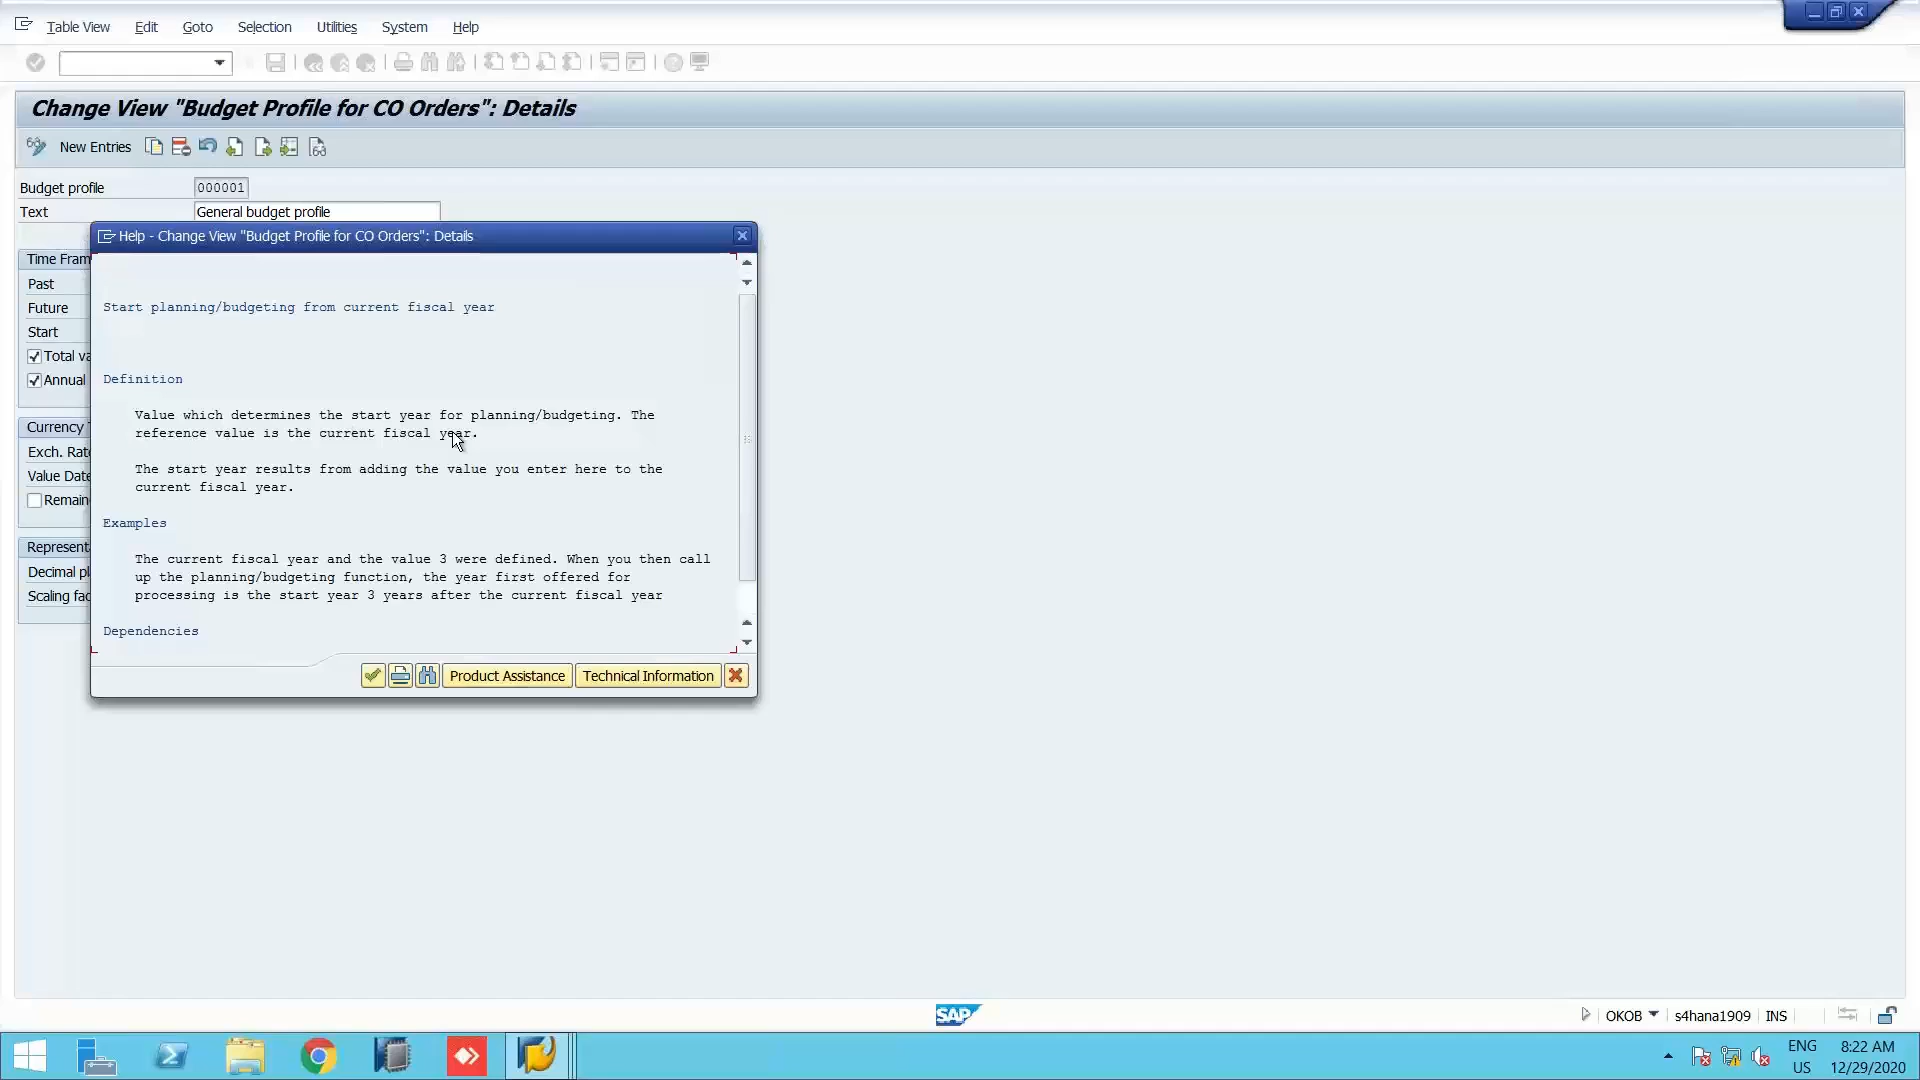 Table View Edit Goto Selection Utilities System Help
Change View "Budget Profile for CO Orders": Details
New Entries
Budget profile 000001
Text General budget profile
Help - Change View "Budget Profile for CO Orders": Details
Time Fram
Past
Future
Start
Total va
Annual
Currency T
Exch. Rat
Value Date
Remain
Represent
Decimal pl
Scaling fac
Start planning/budgeting from current fiscal year
Definition
Value which determines the start year for planning/budgeting. The
reference value is the current fiscal year.
The start year results from adding the value you enter here to the
current fiscal year.
Examples
The current fiscal year and the value 3 were defined. When you then call
up the planning/budgeting function, the year first offered for
processing is the start year 3 years after the current fiscal year
Dependencies
Product Assistance Technical Information
SAP
OKOB s4hana1909 INS
ENG 8:22 AM
US 12/29/2020